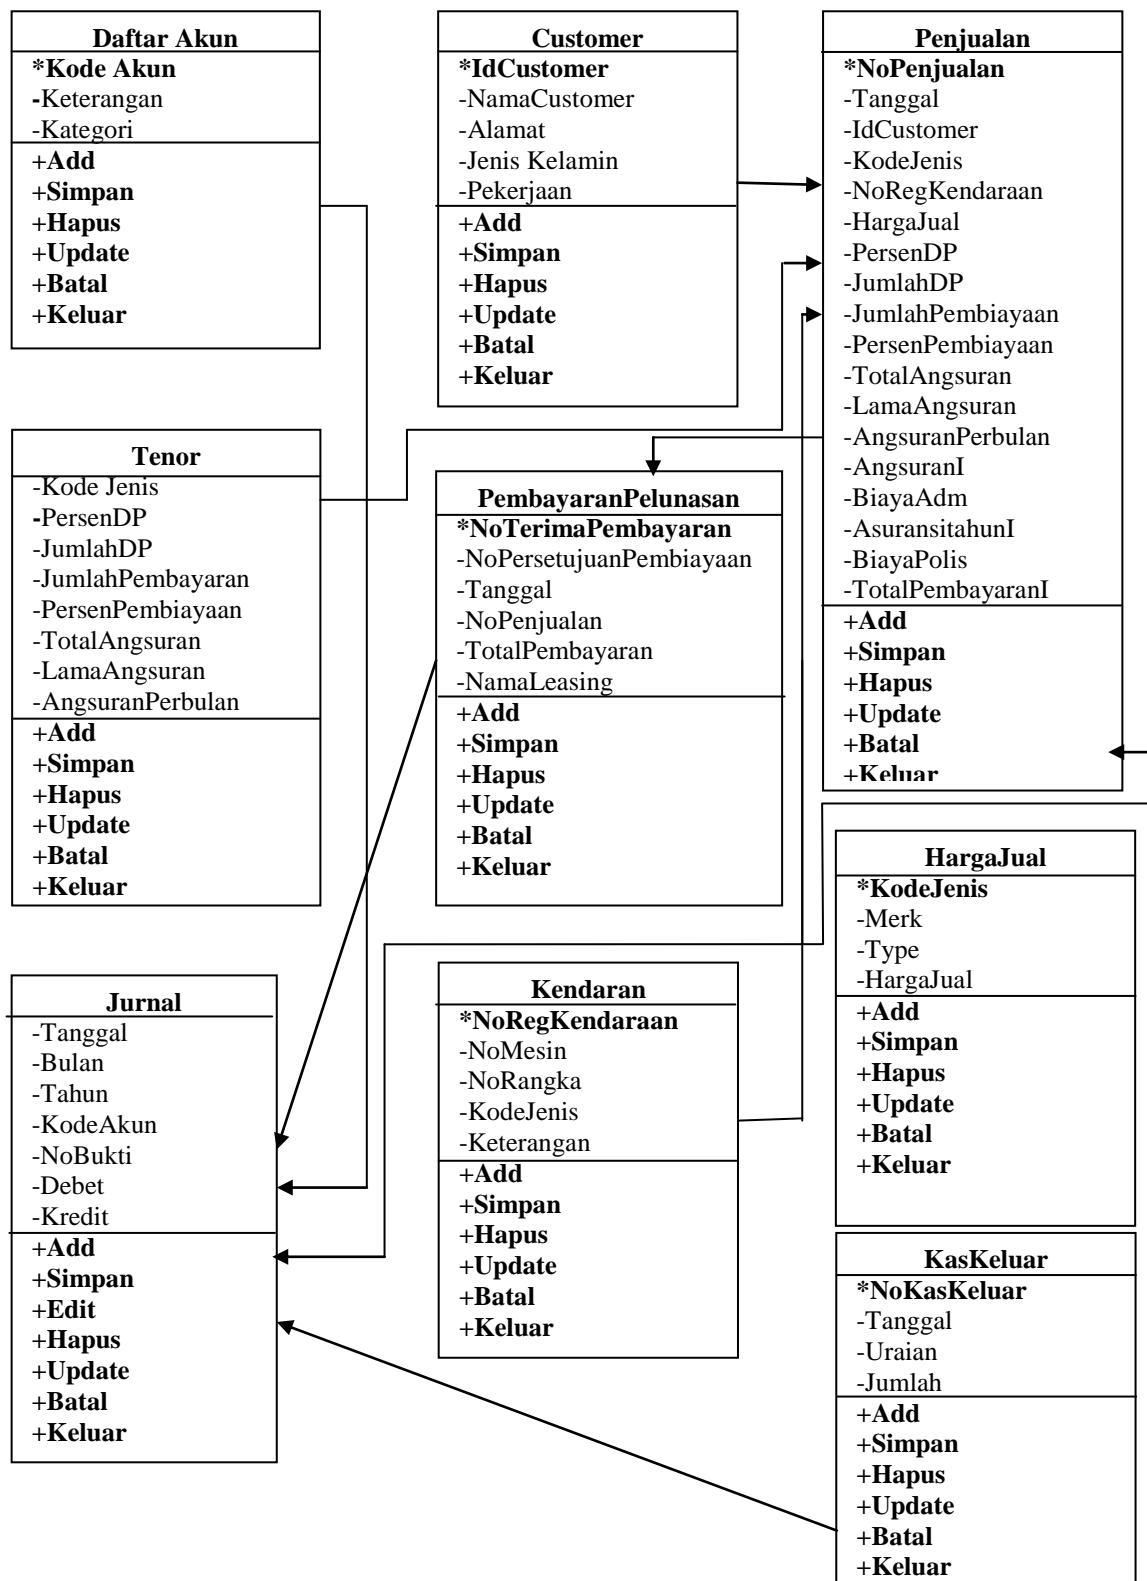 Daftar Akun
*Kode Akun
-Keterangan
-Kategori
+Add
+Simpan
+Hapus
+Update
+Batal
+Keluar
Customer
*IdCustomer
-NamaCustomer
-Alamat
-Jenis Kelamin
-Pekerjaan
+Add
+Simpan
+Hapus
+Update
+Batal
+Keluar
Penjualan
*NoPenjualan
-Tanggal
-IdCustomer
-KodeJenis
-NoRegKendaraan
-HargaJual
-PersenDP
-JumlahDP
-JumlahPembiayaan
-PersenPembiayaan
-TotalAngsuran
-LamaAngsuran
-AngsuranPerbulan
-AngsuranI
-BiayaAdm
-AsuransitahunI
-BiayaPolis
-TotalPembayaranI
+Add
+Simpan
+Hapus
+Update
+Batal
+Keluar
Tenor
-Kode Jenis
-PersenDP
-JumlahDP
-JumlahPembayaran
-PersenPembiayaan
-TotalAngsuran
-LamaAngsuran
-AngsuranPerbulan
+Add
+Simpan
+Hapus
+Update
+Batal
+Keluar
PembayaranPelunasan
*NoTerimaPembayaran
-NoPersetujuanPembiayaan
-Tanggal
-NoPenjualan
-TotalPembayaran
-NamaLeasing
+Add
+Simpan
+Hapus
+Update
+Batal
+Keluar
HargaJual
*KodeJenis
-Merk
-Type
-HargaJual
+Add
+Simpan
+Hapus
+Update
+Batal
+Keluar
Jurnal
-Tanggal
-Bulan
-Tahun
-KodeAkun
-NoBukti
-Debet
-Kredit
+Add
+Simpan
+Edit
+Hapus
+Update
+Batal
+Keluar
Kendaran
*NoRegKendaraan
-NoMesin
-NoRangka
-KodeJenis
-Keterangan
+Add
+Simpan
+Hapus
+Update
+Batal
+Keluar
KasKeluar
*NoKasKeluar
-Tanggal
-Uraian
-Jumlah
+Add
+Simpan
+Hapus
+Update
+Batal
+Keluar